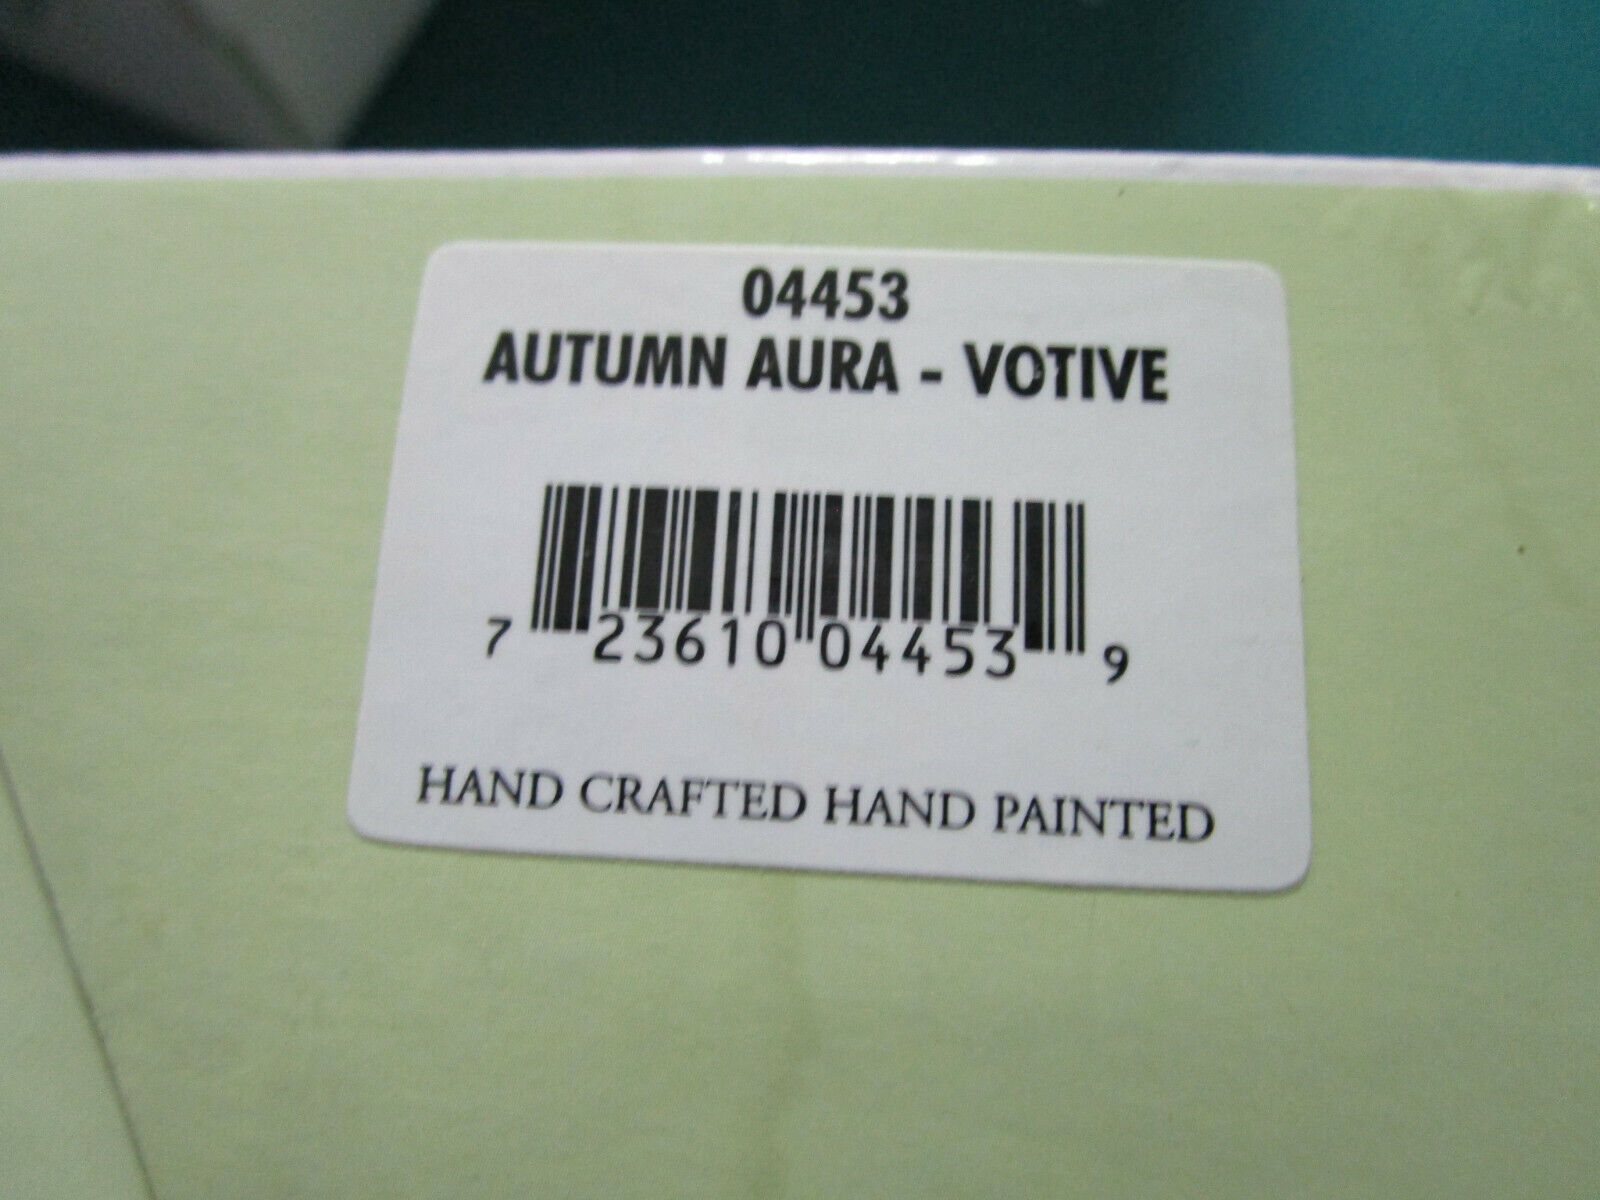 04453
AUTUMN AURA - VOTIVE
7 23610 04453 9
HAND CRAFTED HAND PAINTED